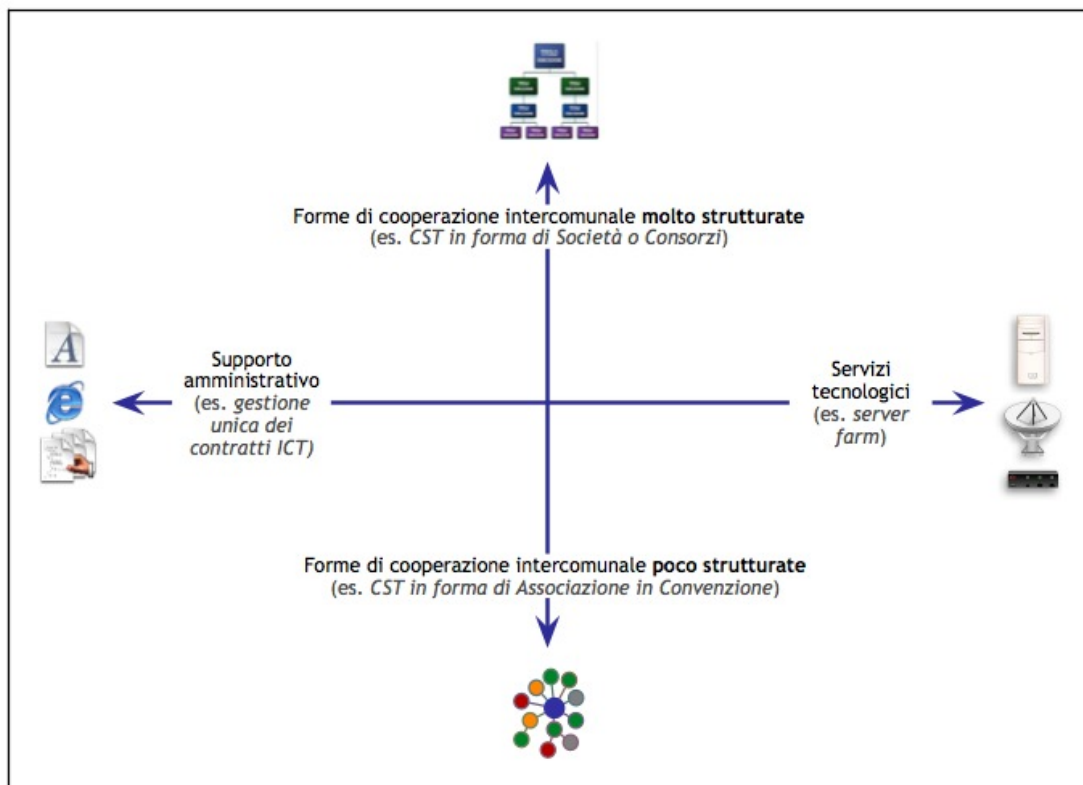 Forme di cooperazione intercomunale molto strutturate
(es. CST in forma di Società o Consorzi)
Supporto
amministrativo
(es. gestione
unica dei
contratti ICT)
Servizi
tecnologici
(es. server
farm)
Forme di cooperazione intercomunale poco strutturate
(es. CST in forma di Associazione in Convenzione)